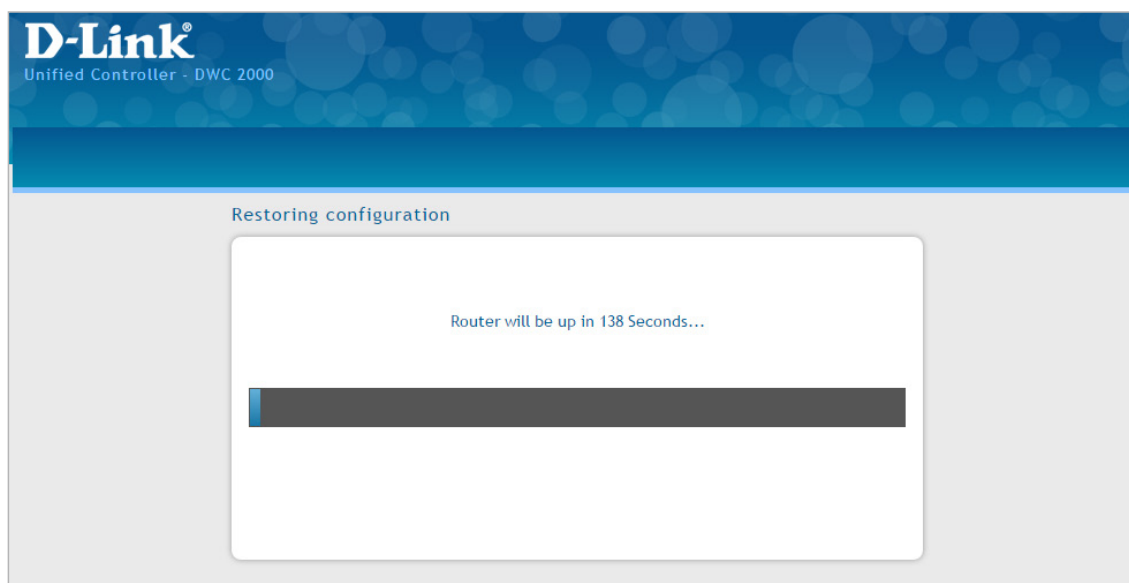 D-Link®
Unified Controller - DWC 2000
Restoring configuration
Router will be up in 138 Seconds...